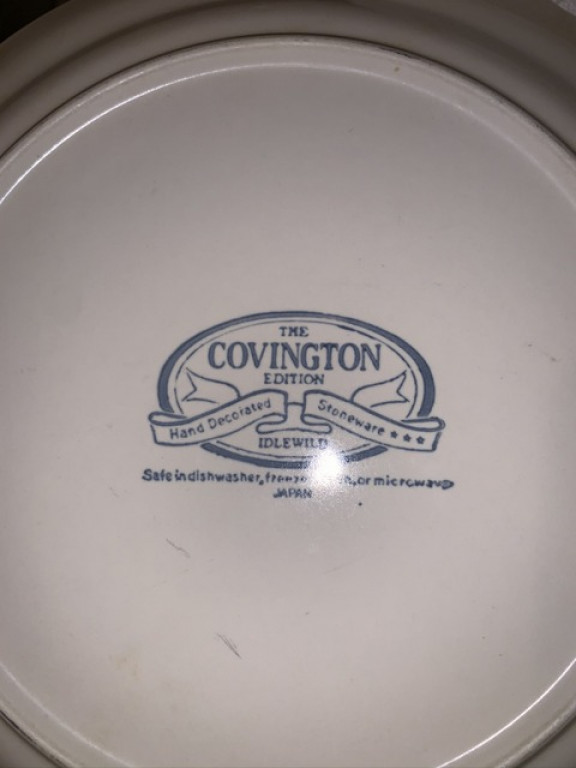 THE
COVINGTON
EDITION
Hand Decorated Stoneware ★★★
IDLEWILD
Safe in dishwasher, or microwave
JAPAN